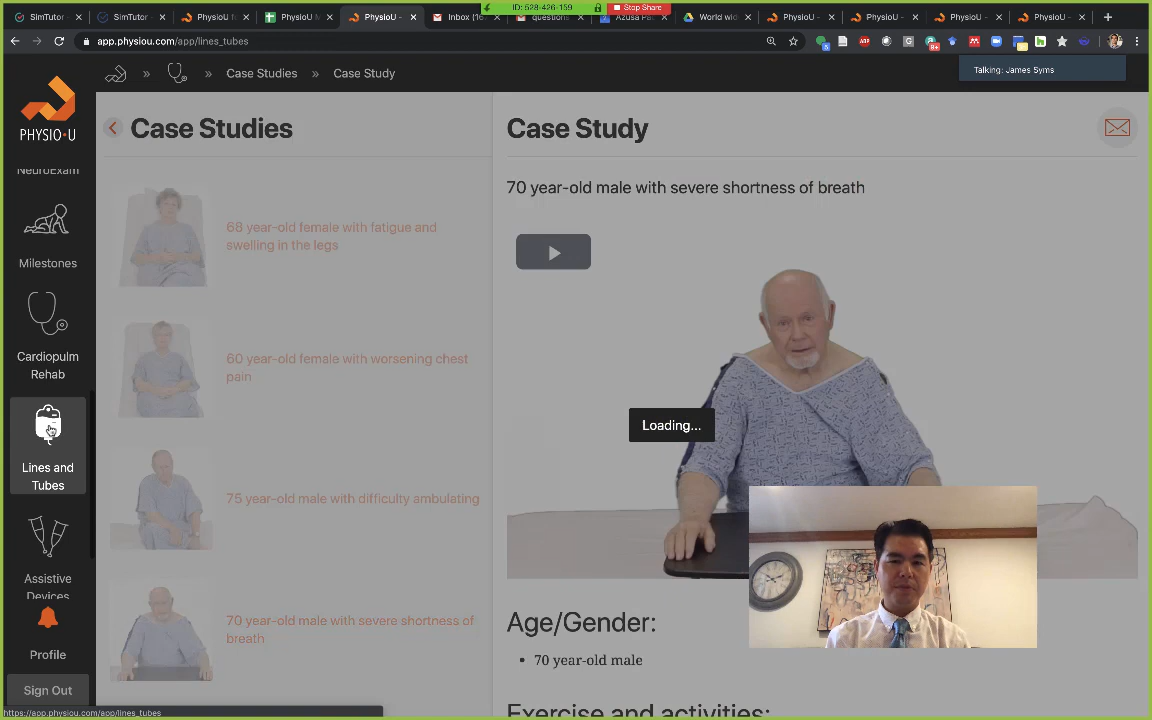 ID: 528-426-159
Stop Share
SimTutor
SimTutor
PhysioU f
PhysioU M
PhysioU -
Inbox (16
questions
Azusa Pa
World wid
PhysioU -
PhysioU -
PhysioU -
PhysioU -
app.physiou.com/app/lines_tubes
Case Studies
»
Case Study
Talking: James Syms
PHYSIO·U
NeuroExam
Milestones
Cardiopulm
Rehab
Lines and
Tubes
Assistive
Devices
Profile
Sign Out
Case Studies
68 year-old female with fatigue and
swelling in the legs
60 year-old female with worsening chest
pain
75 year-old male with difficulty ambulating
70 year-old male with severe shortness of
breath
Case Study
70 year-old male with severe shortness of breath
Loading...
Age/Gender:
• 70 year-old male
Exercise and activities:
https://app.physiou.com/app/lines_tubes